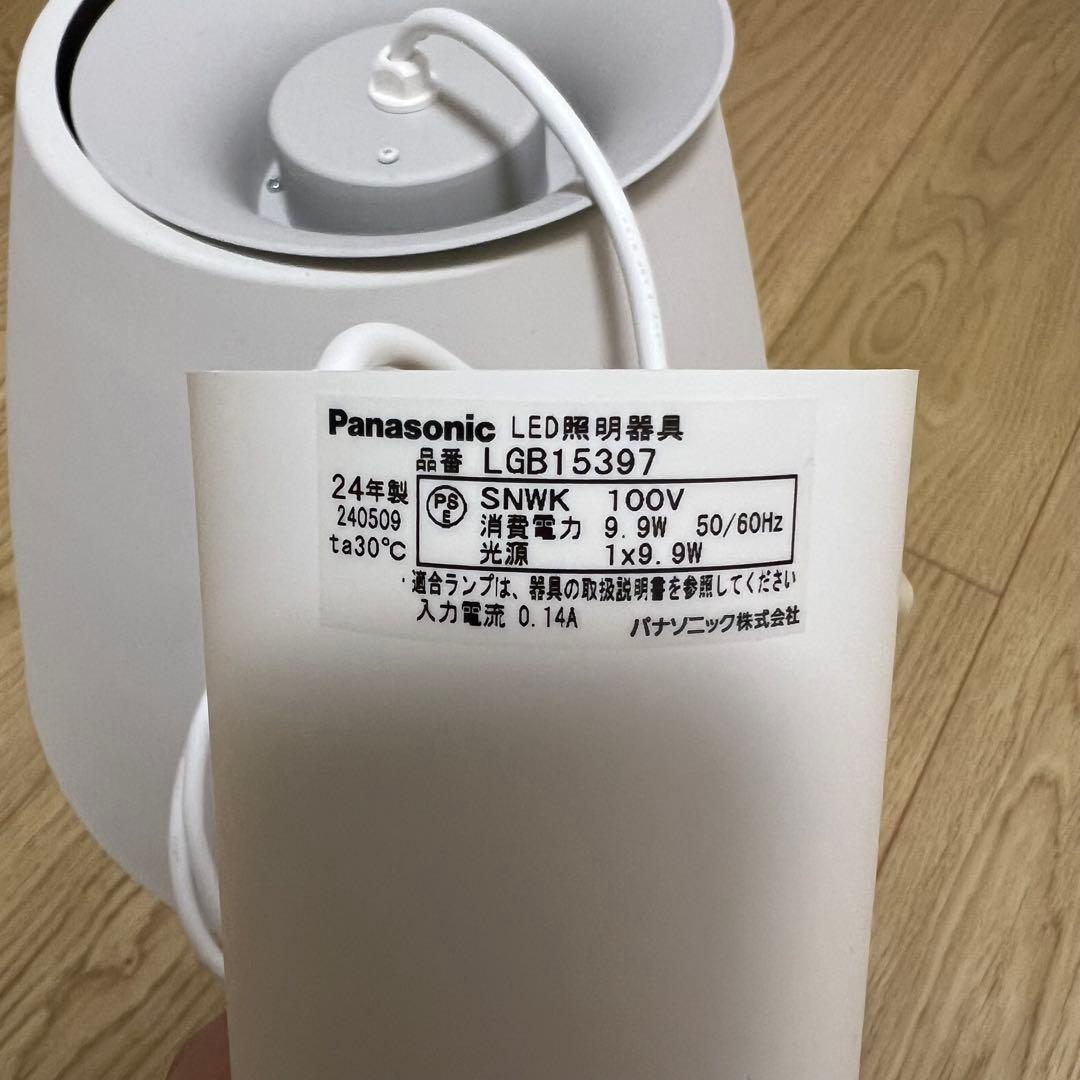 Panasonic LED照明器具
品番 LGB15397
24年製
240509
ta30℃
PSE SNWK 100V
消費電力 9.9W 50/60Hz
光源 1x9.9W
・適合ランプは、器具の取扱説明書を参照してください
入力電流 0.14A
パナソニック株式会社